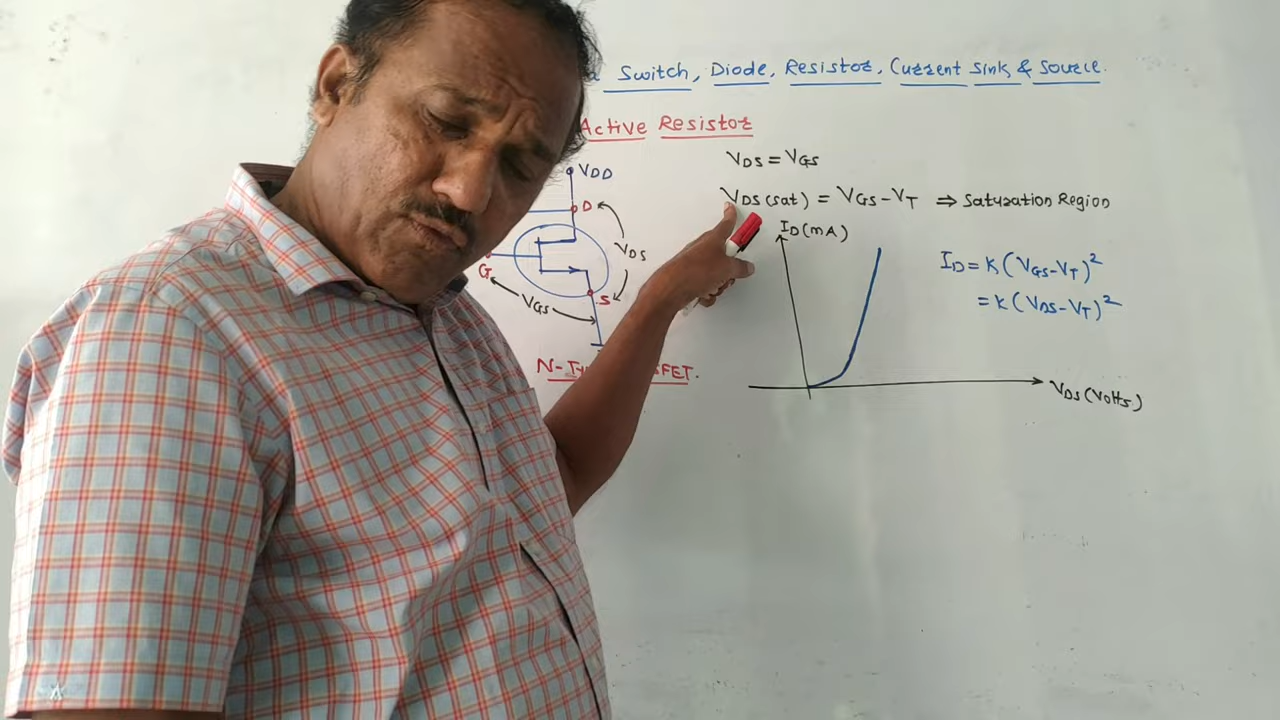 a Switch, Diode, Resistor, Current Sink, & Source.
Active Resistor
VDD
D
VDS
G
S
VGS
VDS = VGS
VDS(sat) = VGS-VT ⇒ Saturation Region
ID(mA)
ID = K(VGS-VT)²
= K(VDS-VT)²
VDS(Volts)